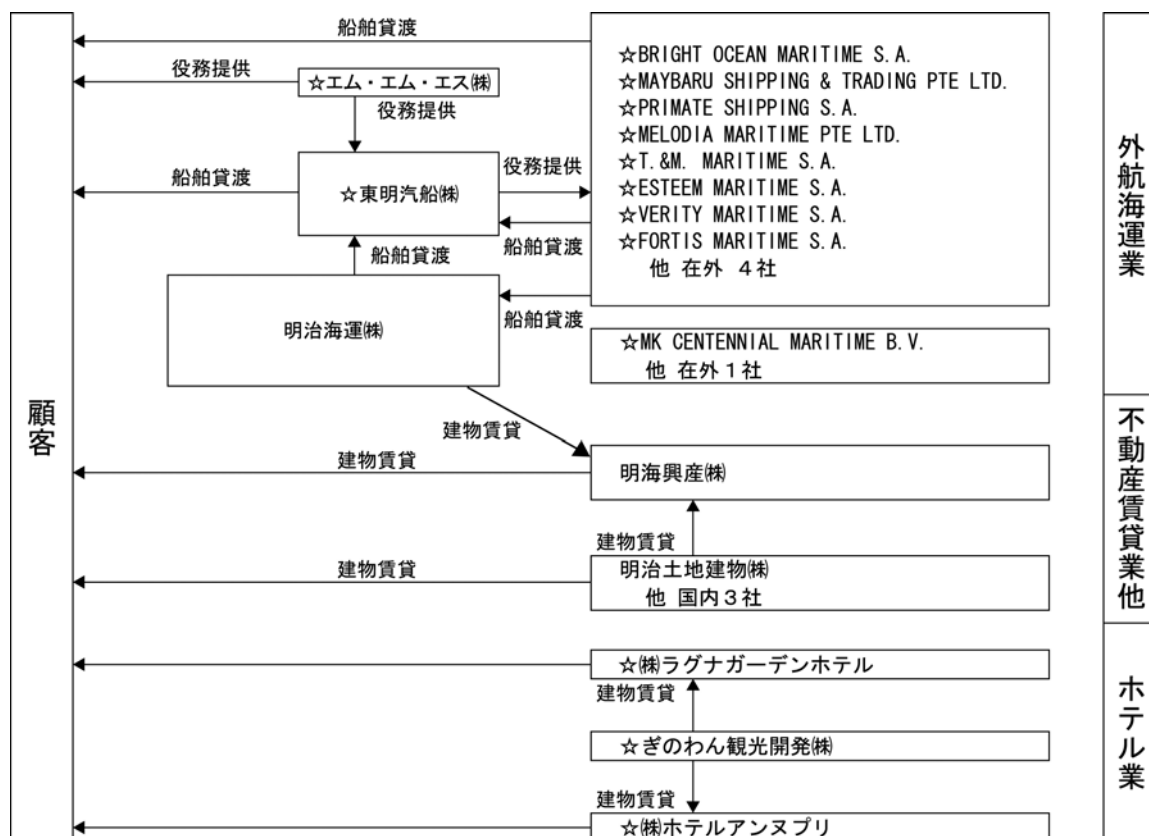 船舶貸渡
役務提供
☆エム・エム・エス㈱
役務提供
船舶貸渡
☆東明汽船㈱
役務提供
船舶貸渡
船舶貸渡
明治海運㈱
船舶貸渡
☆BRIGHT OCEAN MARITIME S.A.
☆MAYBARU SHIPPING & TRADING PTE LTD.
☆PRIMATE SHIPPING S.A.
☆MELODIA MARITIME PTE LTD.
☆T.&M. MARITIME S.A.
☆ESTEEM MARITIME S.A.
☆VERITY MARITIME S.A.
☆FORTIS MARITIME S.A.
他 在外 4社
☆MK CENTENNIAL MARITIME B.V.
他 在外1社
外航海運業
顧客
建物賃貸
建物賃貸
明海興産㈱
建物賃貸
建物賃貸
明治土地建物㈱
他 国内3社
不動産賃貸業他
☆㈱ラグナガーデンホテル
建物賃貸
☆ぎのわん観光開発㈱
建物賃貸
☆㈱ホテルアンヌプリ
ホテル業